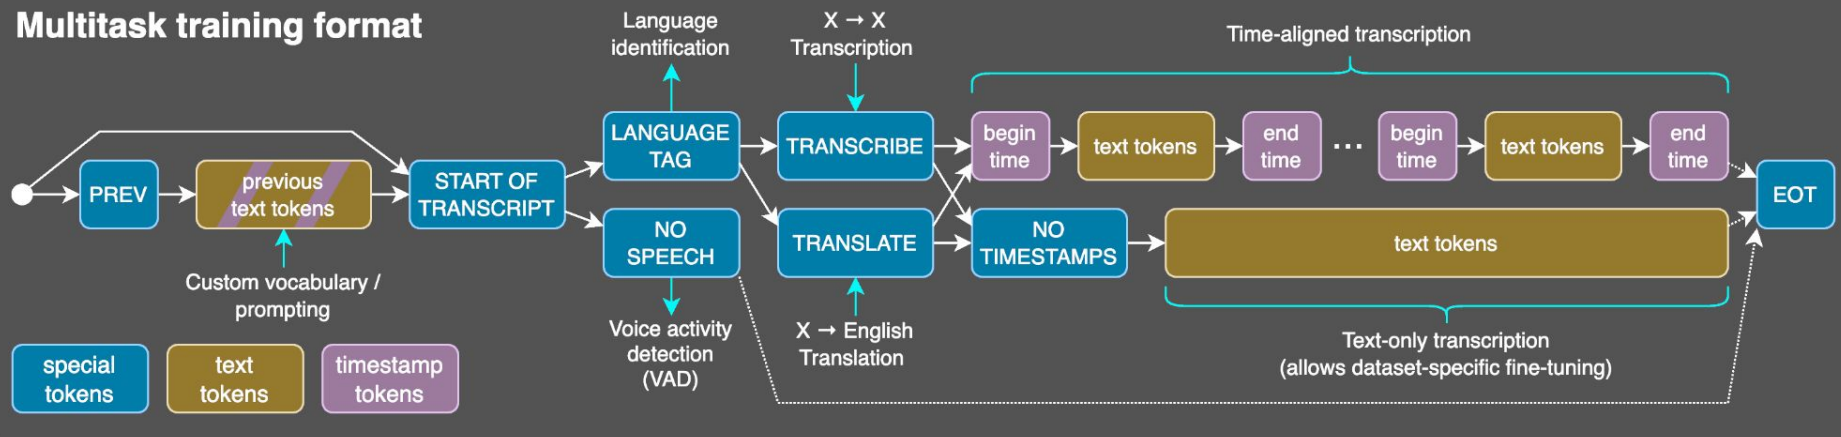 Multitask training format
Language
identification
X → X
Transcription
Time-aligned transcription
PREV
previous
text tokens
START OF
TRANSCRIPT
LANGUAGE
TAG
NO
SPEECH
TRANSCRIBE
TRANSLATE
begin
time
text tokens
end
time
...
begin
time
text tokens
end
time
NO
TIMESTAMPS
text tokens
EOT
Custom vocabulary /
prompting
Voice activity
detection
(VAD)
X → English
Translation
Text-only transcription
(allows dataset-specific fine-tuning)
special
tokens
text
tokens
timestamp
tokens